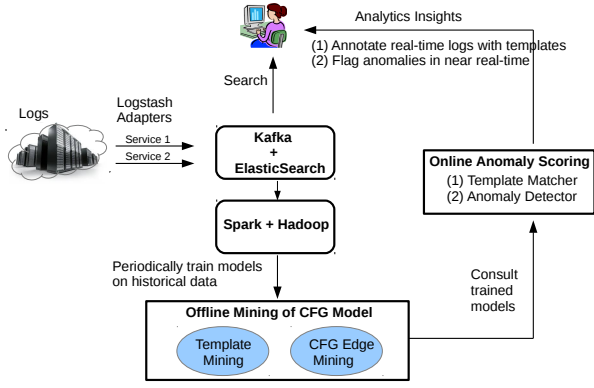 Analytics Insights
(1) Annotate real-time logs with templates
(2) Flag anomalies in near real-time
Search
Logs
Logstash
Adapters
Service 1
Service 2
Kafka
+
ElasticSearch
Online Anomaly Scoring
(1) Template Matcher
(2) Anomaly Detector
Spark + Hadoop
Periodically train models
on historical data
Consult
trained
models
Offline Mining of CFG Model
Template
Mining
CFG Edge
Mining